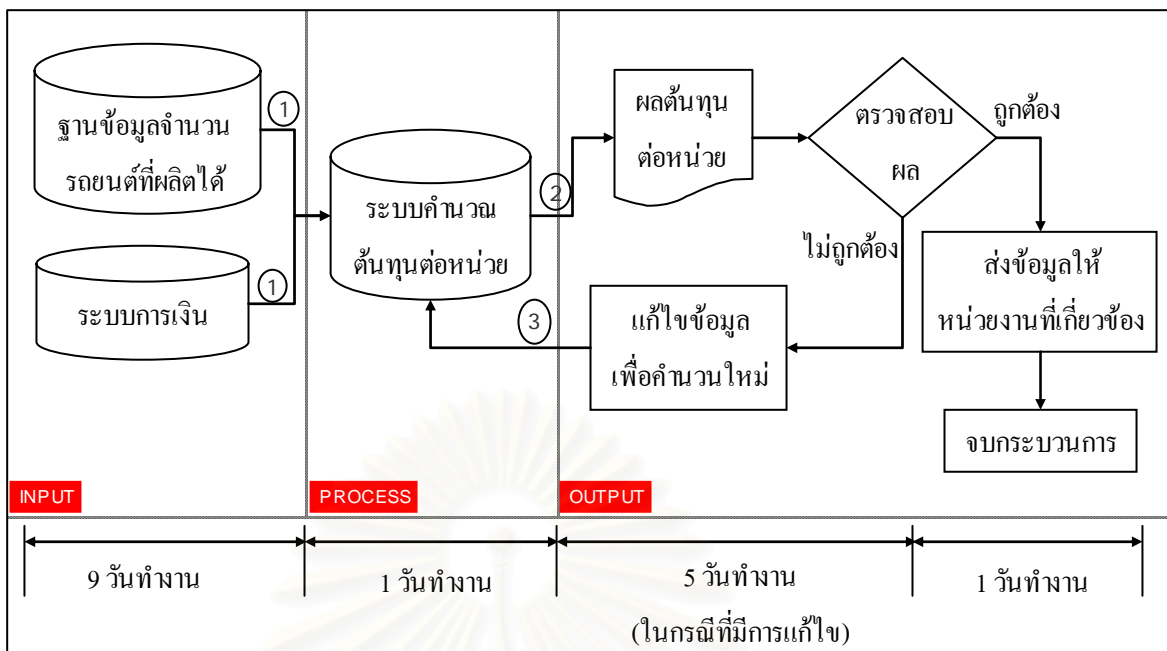 ฐานข้อมูลจำนวน
รถยนต์ที่ผลิตได้
1
ระบบการเงิน
1
ระบบคำนวณ
ต้นทุนต่อหน่วย
2
ผลต้นทุน
ต่อหน่วย
ตรวจสอบ
ผล
ถูกต้อง
ไม่ถูกต้อง
ส่งข้อมูลให้
หน่วยงานที่เกี่ยวข้อง
3
แก้ไขข้อมูล
เพื่อคำนวนใหม่
จบกระบวนการ
INPUT
PROCESS
OUTPUT
9 วันทำงาน
1 วันทำงาน
5 วันทำงาน
(ในกรณีที่มีการแก้ไข)
1 วันทำงาน